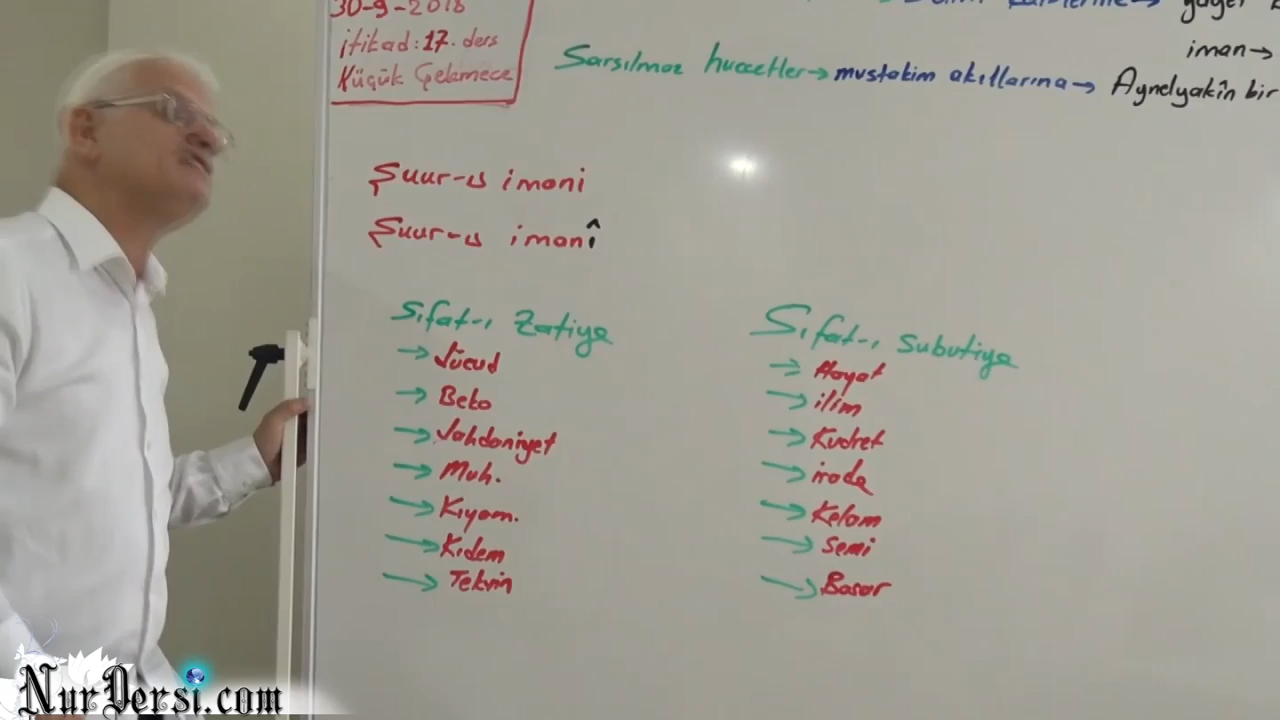 30-9-2018
itikad: 17. ders
Küçük Çekmece
iman→
Sarsılmaz hüccetler→ müstakim akıllarına→ Aynelyakîn bir
Şuur-u imani
Şuur-u imanî
Sıfat-ı Zatiye
→ Vücud
→ Beka
→ Vahdaniyet
→ Muh.
→ Kıyam.
→ Kıdem
→ Tekvin
Sıfat-ı Subutiye
→ Hayat
→ ilim
→ Kudret
→ irade
→ Kelam
→ Semi
→ Basar
NurDersi.com